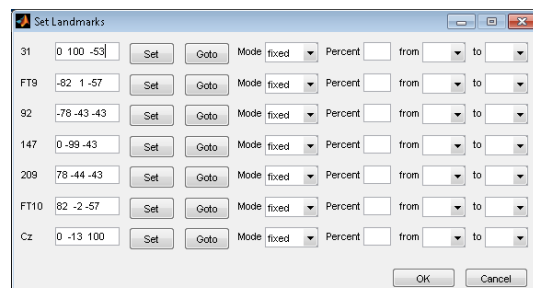 Set Landmarks
31 0 100 -53 Set Goto Mode fixed Percent from to
FT9 -82 1 -57 Set Goto Mode fixed Percent from to
92 -78 -43 -43 Set Goto Mode fixed Percent from to
147 0 -99 -43 Set Goto Mode fixed Percent from to
209 78 -44 -43 Set Goto Mode fixed Percent from to
FT10 82 -2 -57 Set Goto Mode fixed Percent from to
Cz 0 -13 100 Set Goto Mode fixed Percent from to
OK Cancel